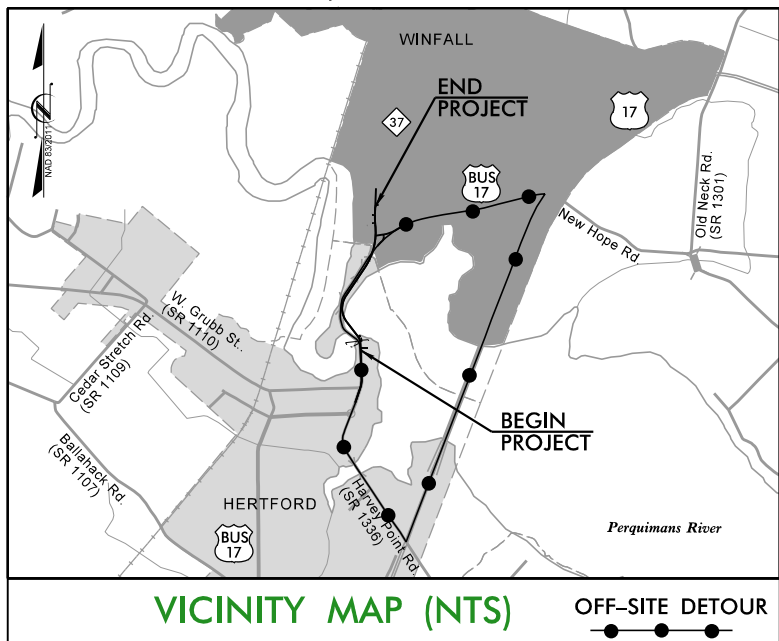 WINFALL
END
PROJECT
37
17
BUS
17
NAD 83/2011
Old Neck Rd.
(SR 1301)
New Hope Rd.
W. Grubb St..
(SR 1110)
Cedar Stretch Rd.
(SR 1109)
Ballahack Rd.
(SR 1107)
BEGIN
PROJECT
HERTFORD
Harvey Point Rd.
(SR 1336)
BUS
17
Perquimans River
VICINITY MAP (NTS)
OFF–SITE DETOUR